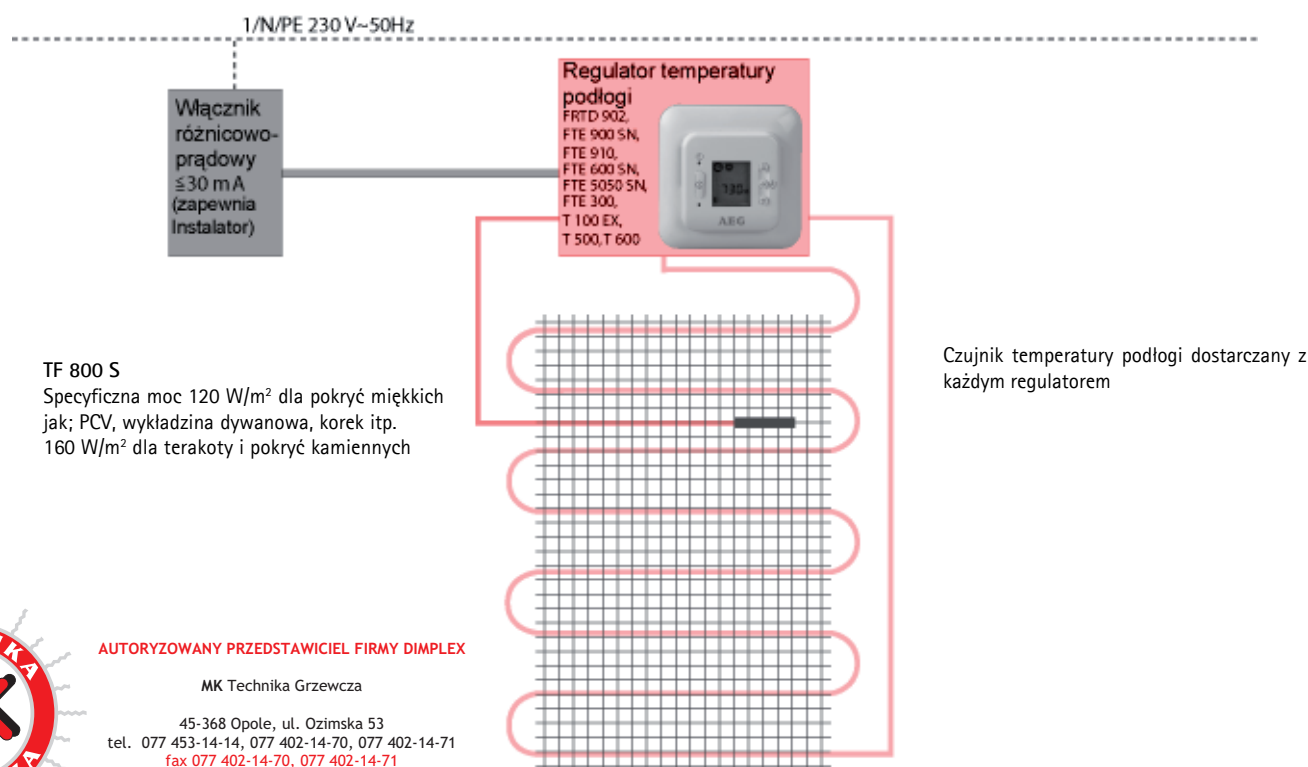 1/N/PE 230 V~50Hz
Włącznik
różnicowo-
prądowy
≦30 mA
(zapewnia
Instalator)
Regulator temperatury
podłogi
FRTD 902,
FTE 900 SN,
FTE 910,
FTE 600 SN,
FTE 5050 SN,
FTE 300,
T 100 EX,
T 500,T 600
AEG
TF 800 S
Specyficzna moc 120 W/m² dla pokryć miękkich
jak; PCV, wykładzina dywanowa, korek itp.
160 W/m² dla terakoty i pokryć kamiennych
Czujnik temperatury podłogi dostarczany z
każdym regulatorem
AUTORYZOWANY PRZEDSTAWICIEL FIRMY DIMPLEX
MK Technika Grzewcza
45-368 Opole, ul. Ozimska 53
tel. 077 453-14-14, 077 402-14-70, 077 402-14-71
fax 077 402-14-70, 077 402-14-71